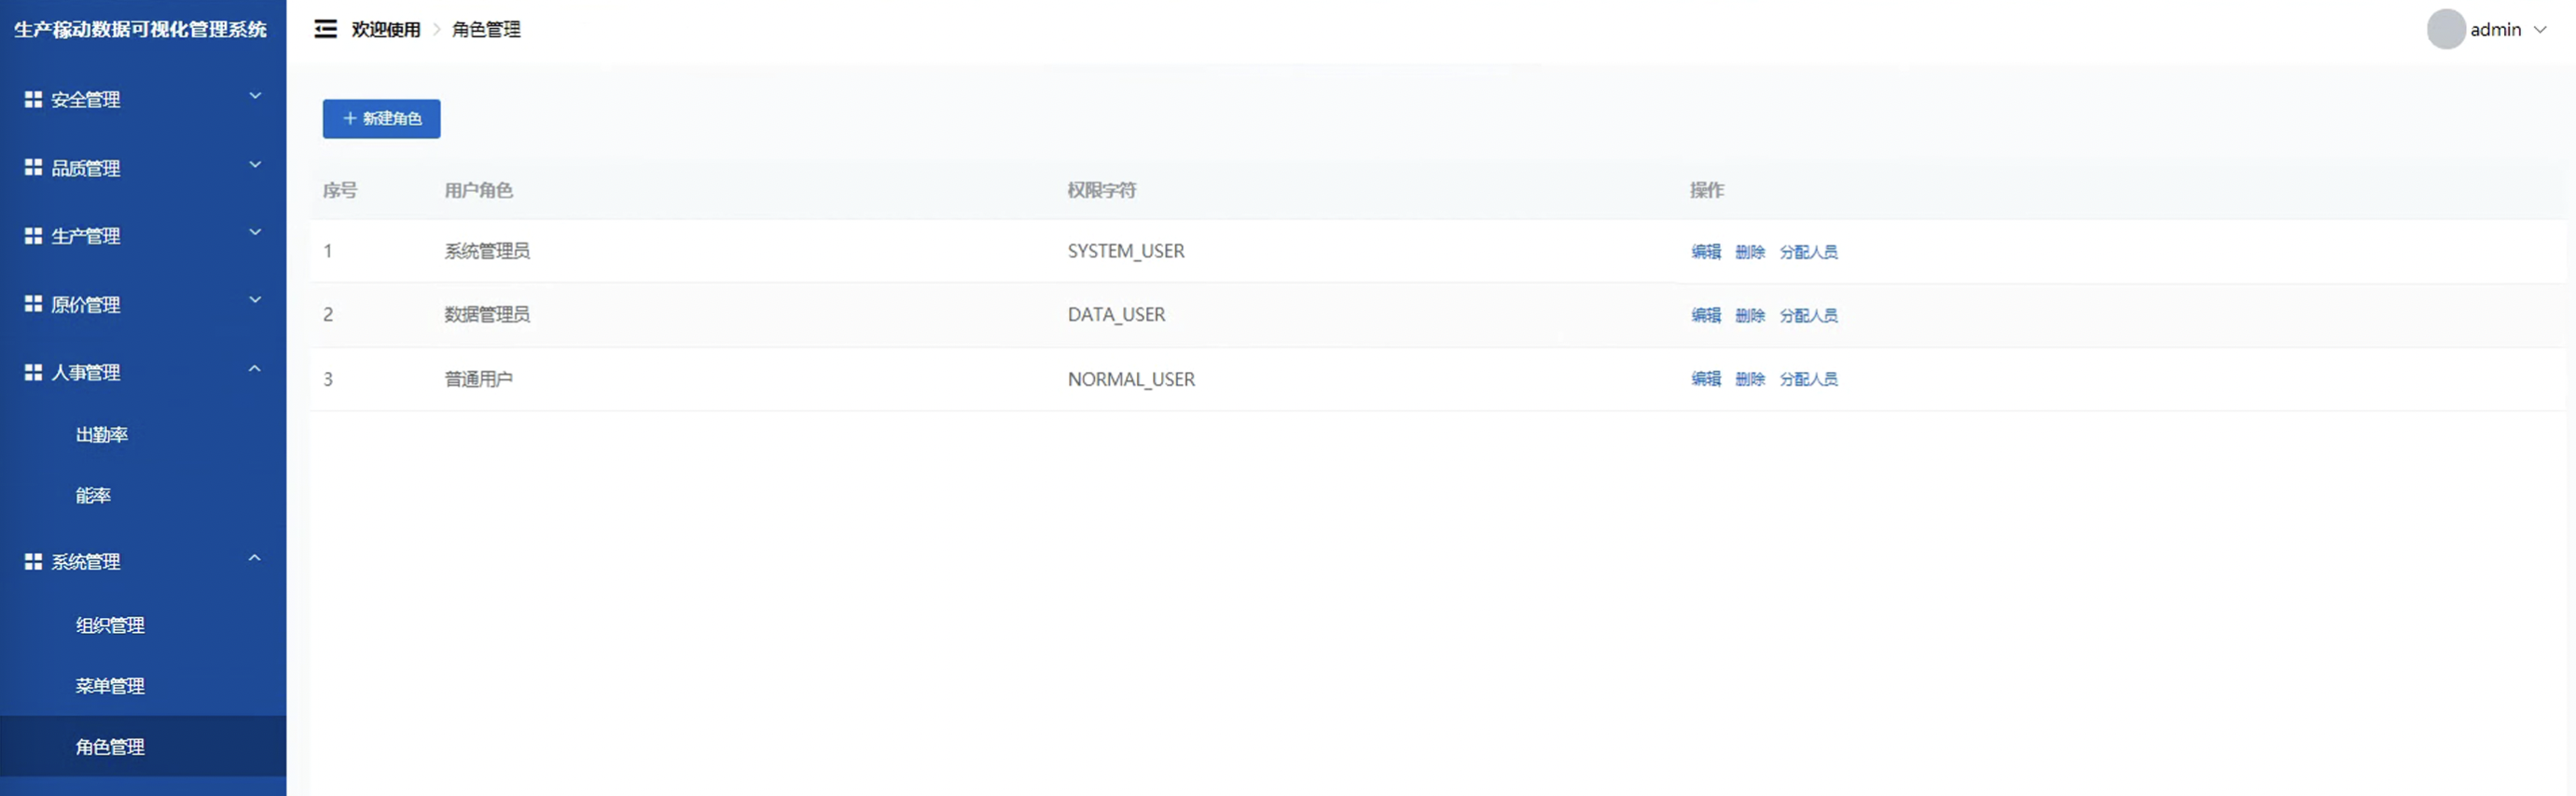 生产稼动数据可视化管理系统
欢迎使用 > 角色管理
admin
安全管理
品质管理
生产管理
原价管理
人事管理
出勤率
能率
系统管理
组织管理
菜单管理
角色管理
+ 新建角色
序号 用户角色 权限字符 操作
1 系统管理员 SYSTEM_USER 编辑 删除 分配人员
2 数据管理员 DATA_USER 编辑 删除 分配人员
3 普通用户 NORMAL_USER 编辑 删除 分配人员